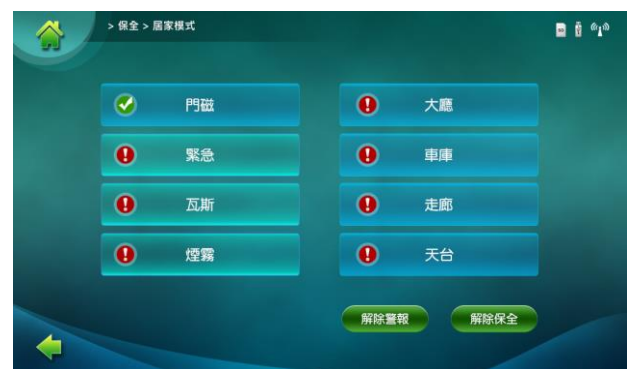 > 保全 > 居家模式
門磁
大廳
緊急
車庫
瓦斯
走廊
煙霧
天台
解除警報
解除保全